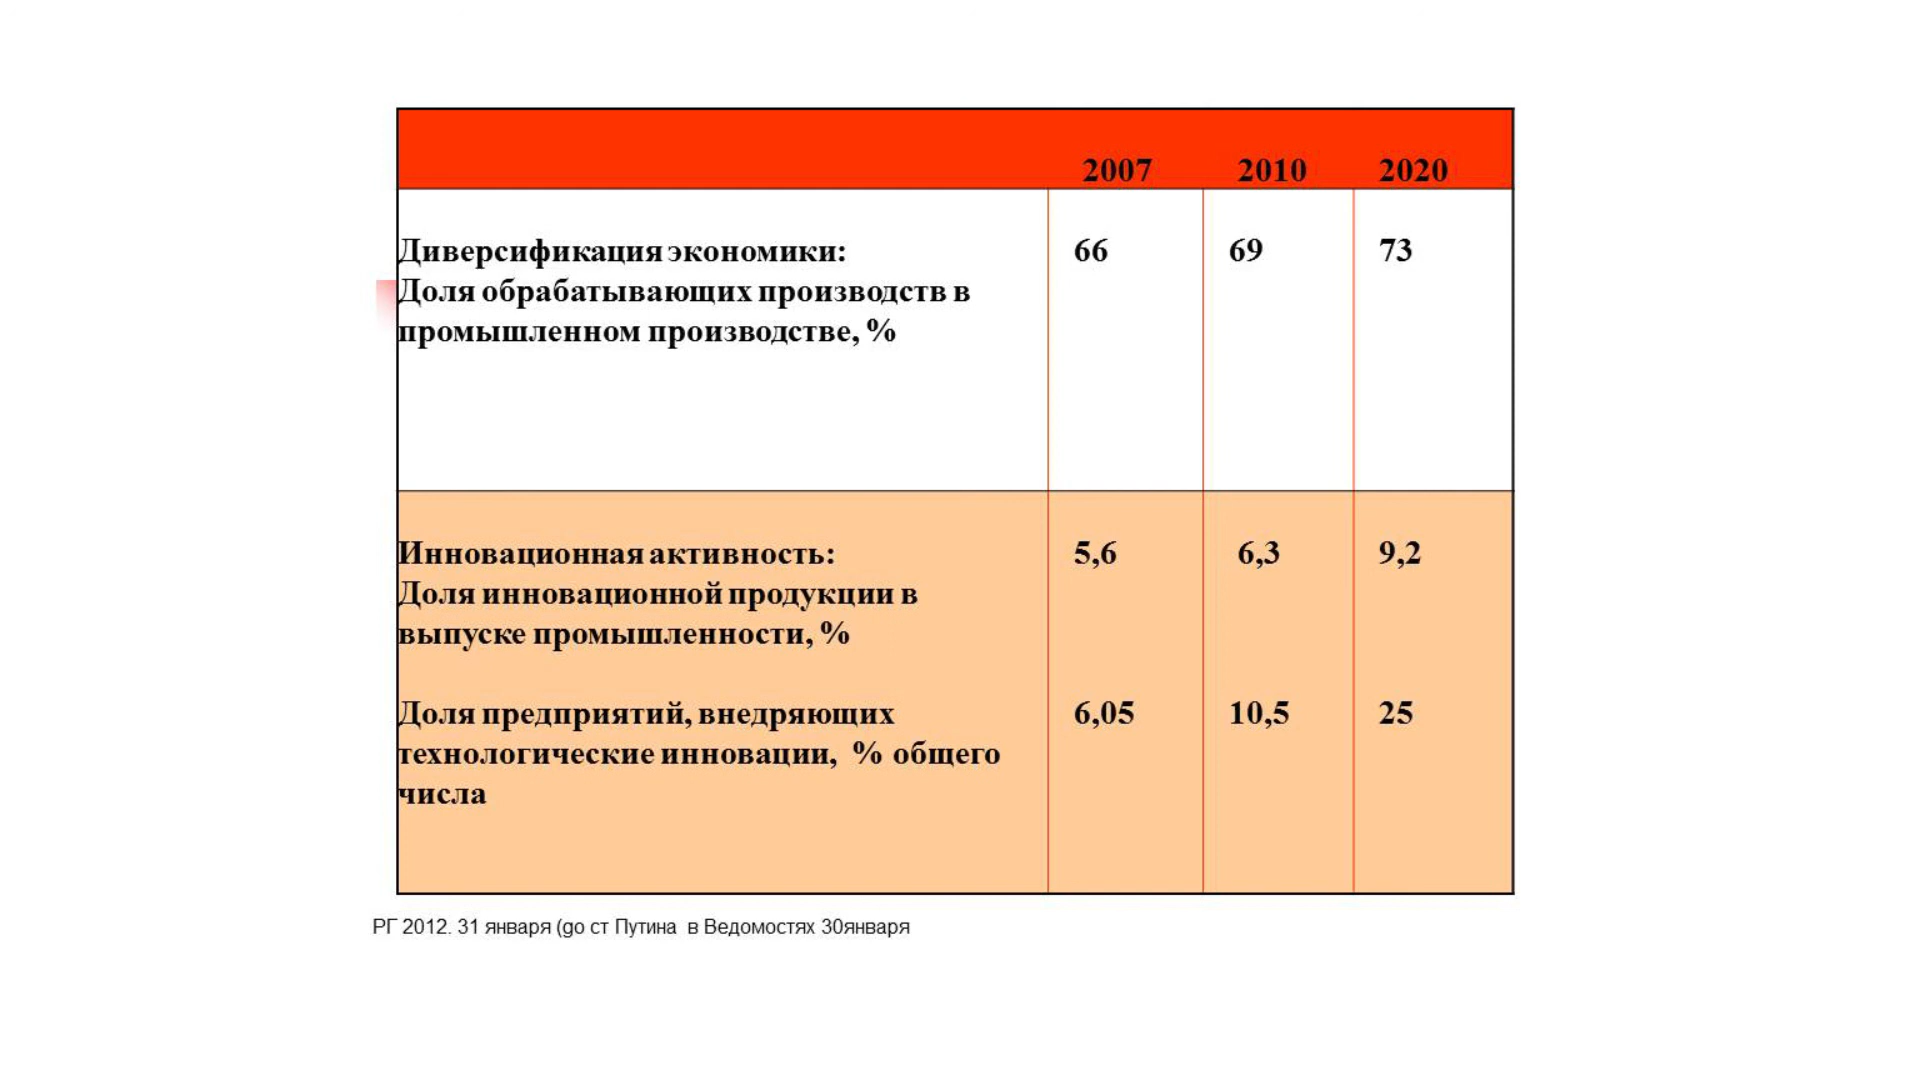 2007 2010 2020
Диверсификация экономики: 66 69 73
Доля обрабатывающих производств в
промышленном производстве, %
Инновационная активность: 5,6 6,3 9,2
Доля инновационной продукции в
выпуске промышленности, %
Доля предприятий, внедряющих 6,05 10,5 25
технологические инновации, % общего
числа
РГ 2012. 31 января (go ст Путина в Ведомостях 30января